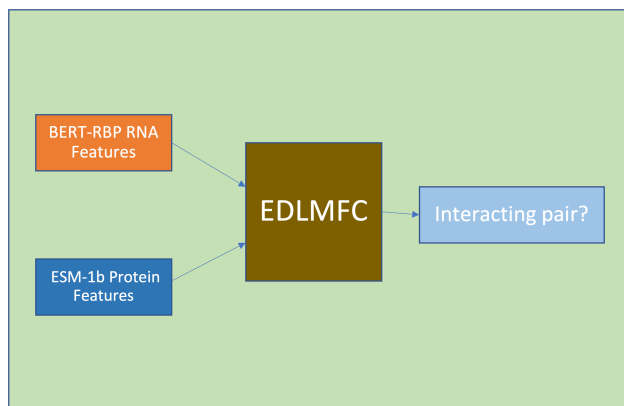 BERT-RBP RNA
Features
EDLMFC
Interacting pair?
ESM-1b Protein
Features